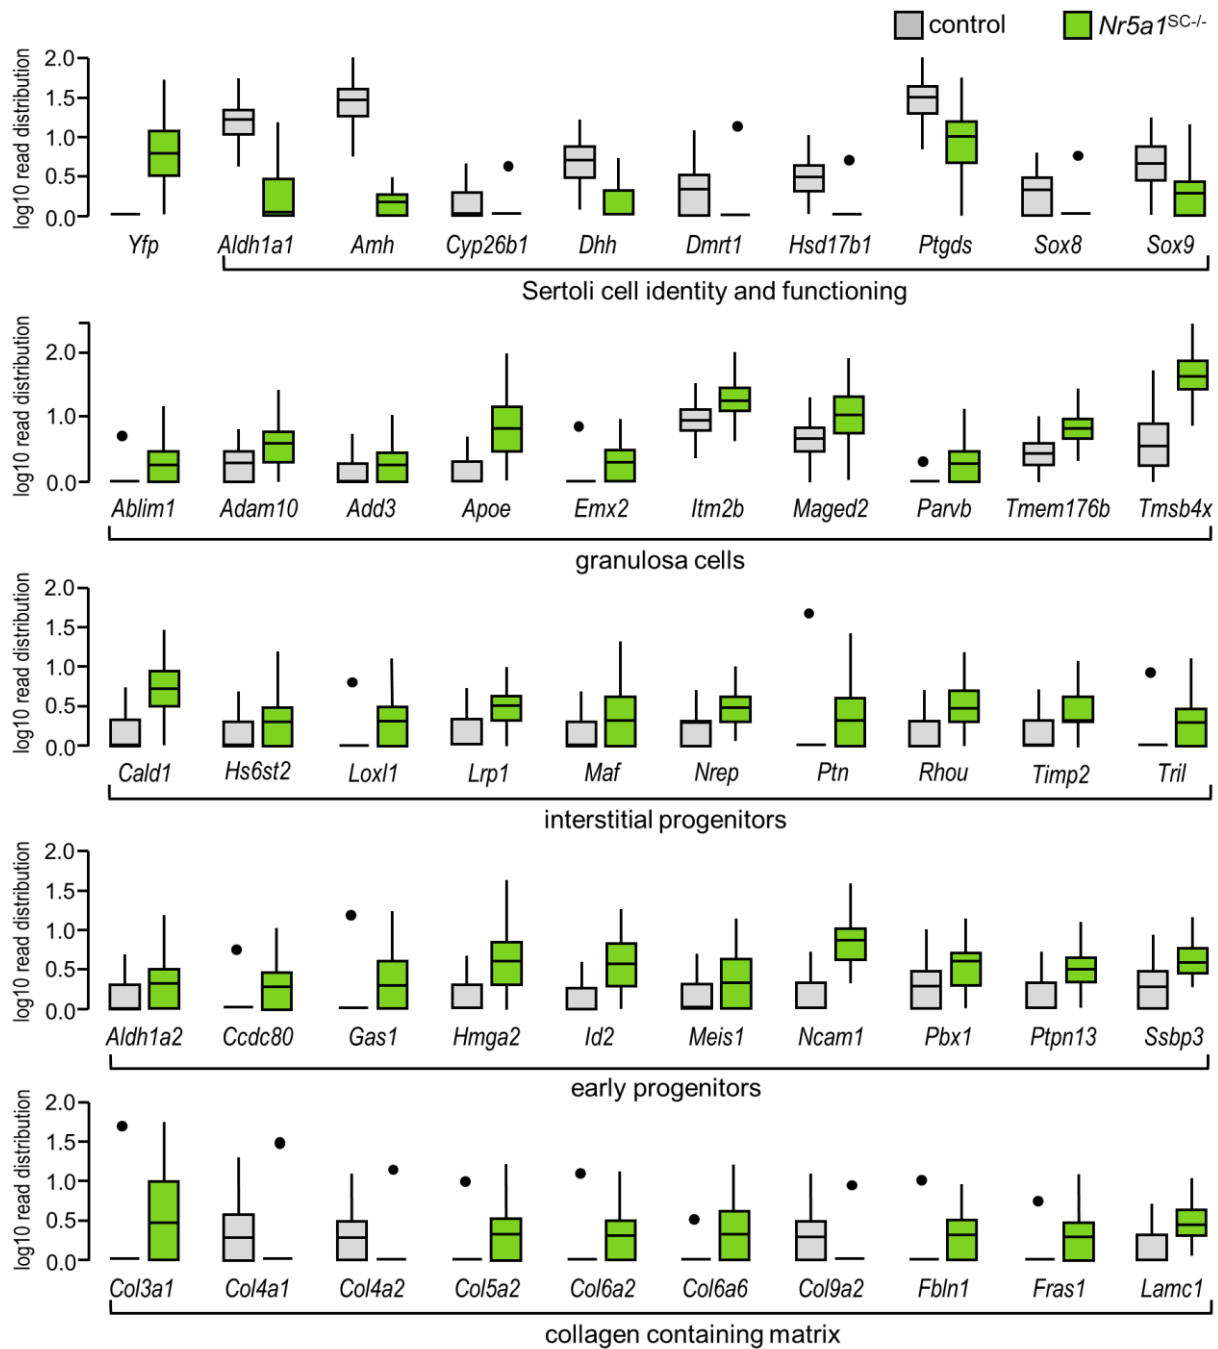 control Nr5a1SC-/-
log10 read distribution
2.0
1.5
1.0
0.5
0.0
Yfp Aldh1a1 Amh Cyp26b1 Dhh Dmrt1 Hsd17b1 Ptgds Sox8 Sox9
Sertoli cell identity and functioning
log10 read distribution
2.0
1.0
0.0
Ablim1 Adam10 Add3 Apoe Emx2 Itm2b Maged2 Parvb Tmem176b Tmsb4x
granulosa cells
log10 read distribution
2.0
1.5
1.0
0.5
0.0
Cald1 Hs6st2 Loxl1 Lrp1 Maf Nrep Ptn Rhou Timp2 Tril
interstitial progenitors
log10 read distribution
2.0
1.5
1.0
0.5
0.0
Aldh1a2 Ccdc80 Gas1 Hmga2 Id2 Meis1 Ncam1 Pbx1 Ptpn13 Ssbp3
early progenitors
log10 read distribution
2.0
1.5
1.0
0.5
0.0
Col3a1 Col4a1 Col4a2 Col5a2 Col6a2 Col6a6 Col9a2 Fbln1 Fras1 Lamc1
collagen containing matrix